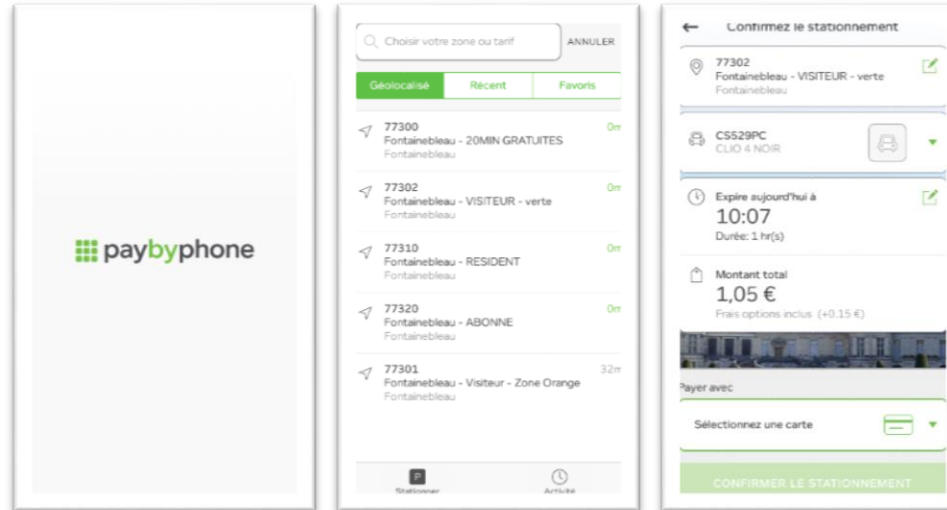 paybyphone
Choisir votre zone ou tarif
ANNULER
Géolocalisé
Récent
Favoris
77300
0m
Fontainebleau - 20MIN GRATUITES
Fontainebleau
77302
0m
Fontainebleau - VISITEUR - verte
Fontainebleau
77310
0m
Fontainebleau - RESIDENT
Fontainebleau
77320
0m
Fontainebleau - ABONNE
Fontainebleau
77301
32m
Fontainebleau - Visiteur - Zone Orange
Fontainebleau
P
Stationner
Activité
Confirmez le stationnement
77302
Fontainebleau - VISITEUR - verte
Fontainebleau
CS529PC
CLIO 4 NOIR
Expire aujourd'hui à
10:07
Durée: 1 hr(s)
Montant total
1,05 €
Frais options inclus (+0.15 €)
Payer avec
Sélectionnez une carte
CONFIRMER LE STATIONNEMENT